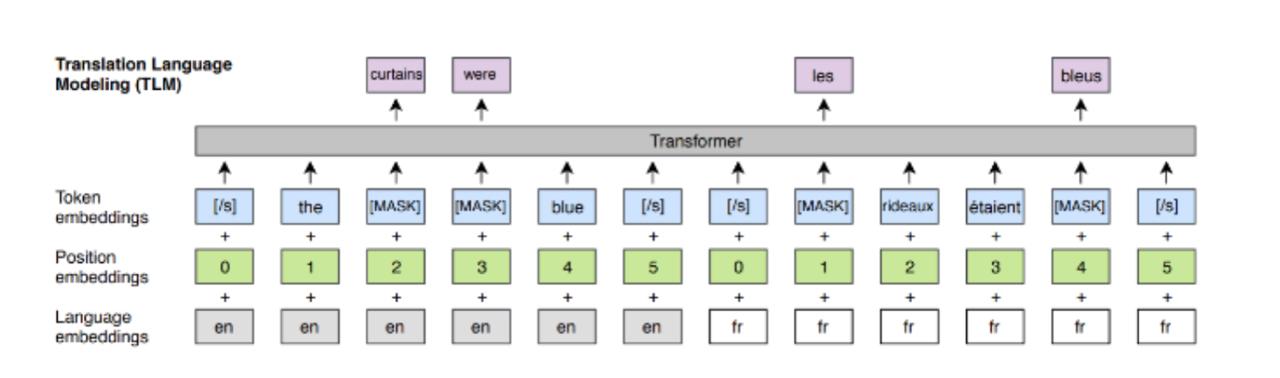 Translation Language
Modeling (TLM)
curtains were les bleus
Transformer
Token
embeddings
[/s] the [MASK] [MASK] blue [/s] [/s] [MASK] rideaux étaient [MASK] [/s]
+ + + + + + + + + + + +
Position
embeddings
0 1 2 3 4 5 0 1 2 3 4 5
+ + + + + + + + + + + +
Language
embeddings
en en en en en en fr fr fr fr fr fr